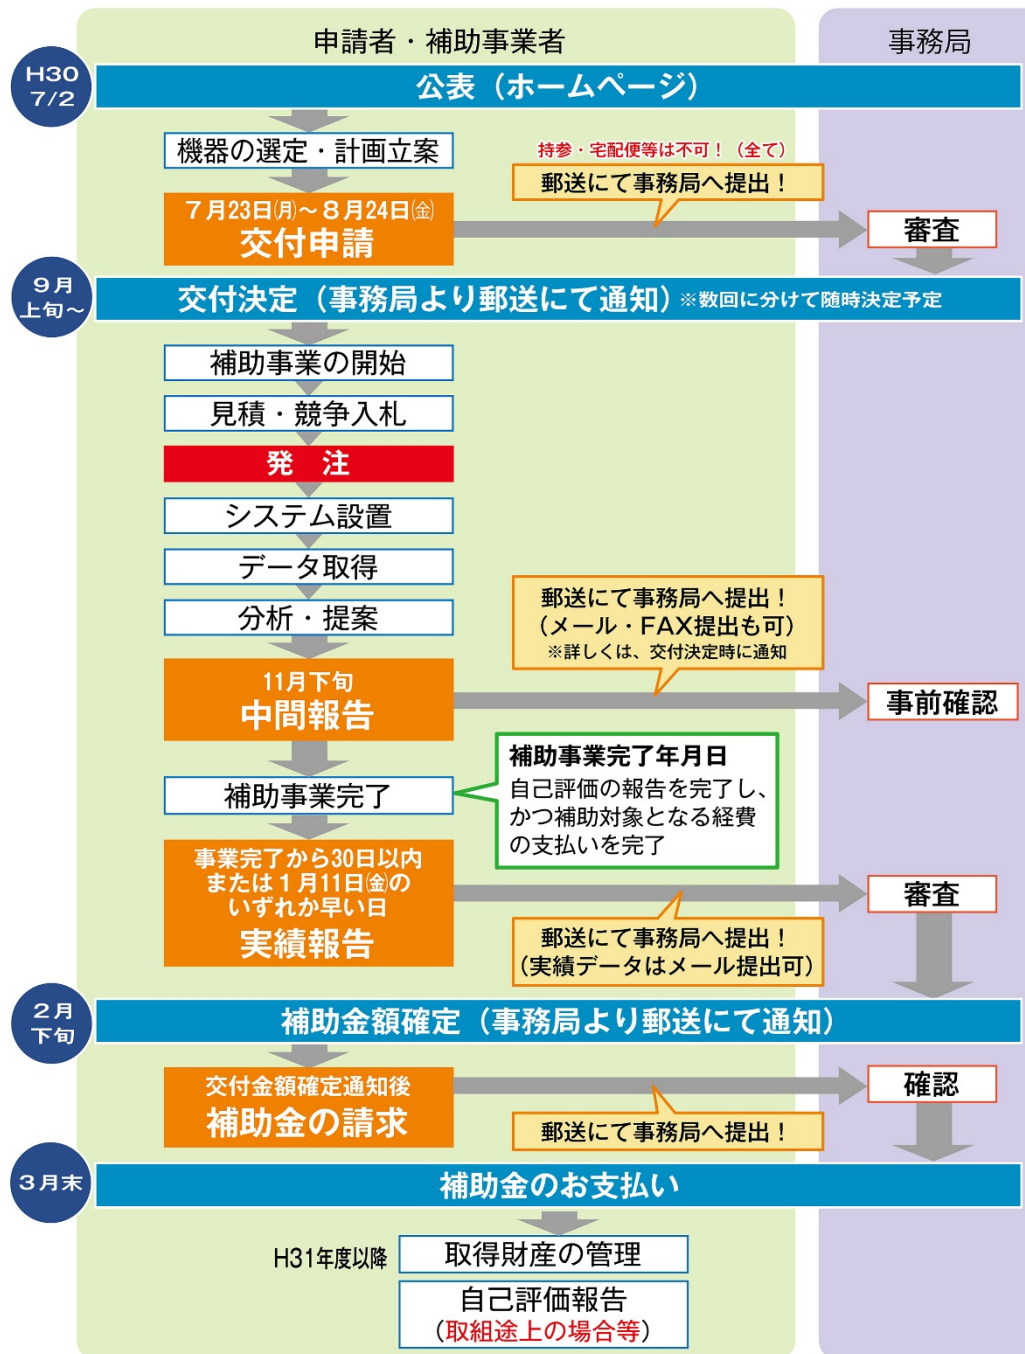 申請者・補助事業者
事務局
H30
7/2
公表（ホームページ）
機器の選定・計画立案
持参・宅配便等は不可！（全て）
郵送にて事務局へ提出！
7月23日㈪～8月24日㈮
交付申請
審査
9月
上旬～
交付決定（事務局より郵送にて通知）※数回に分けて随時決定予定
補助事業の開始
見積・競争入札
発　注
システム設置
データ取得
分析・提案
郵送にて事務局へ提出！
（メール・FAX提出も可）
※詳しくは、交付決定時に通知
11月下旬
中間報告
事前確認
補助事業完了
補助事業完了年月日
自己評価の報告を完了し、
かつ補助対象となる経費
の支払いを完了
事業完了から30日以内
または1月11日㈮の
いずれか早い日
実績報告
審査
郵送にて事務局へ提出！
（実績データはメール提出可）
2月
下旬
補助金額確定（事務局より郵送にて通知）
交付金額確定通知後
補助金の請求
確認
郵送にて事務局へ提出！
3月末
補助金のお支払い
H31年度以降
取得財産の管理
自己評価報告
（取組途上の場合等）